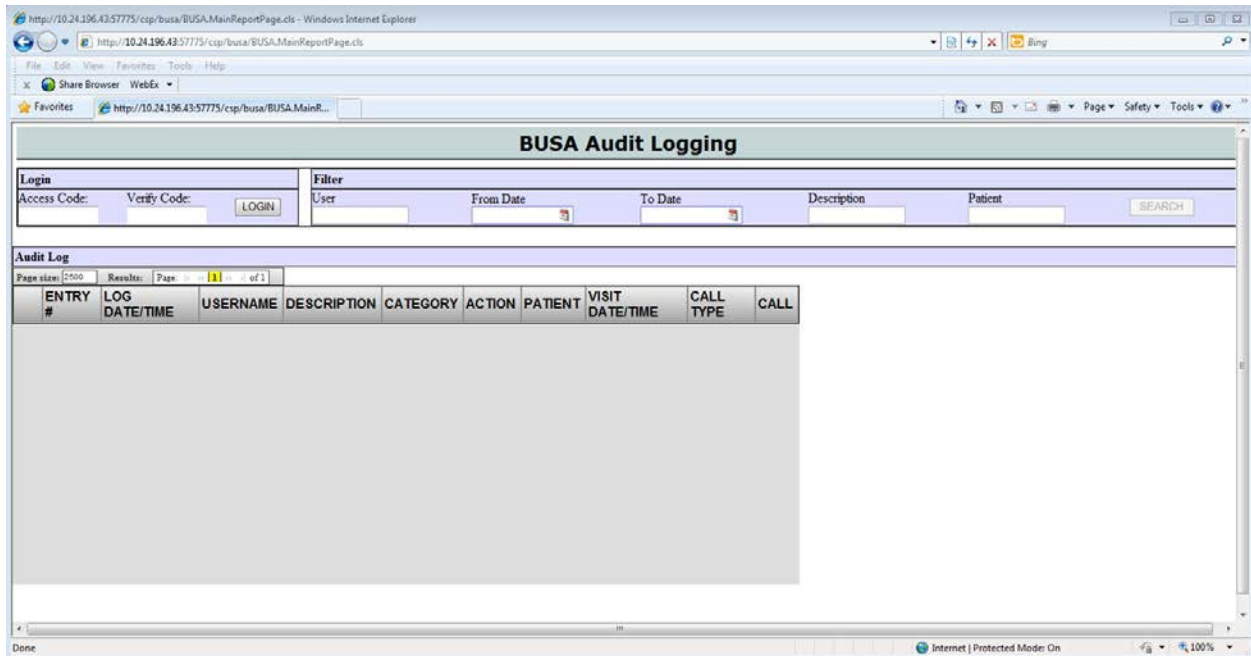 http://10.24.196.43:57775/csp/busa/BUSA.MainReportPage.cls - Windows Internet Explorer
http://10.24.196.43:57775/csp/busa/BUSA.MainReportPage.cls Bing
File Edit View Favorites Tools Help
x Share Browser WebEx
Favorites http://10.24.196.43:57775/csp/busa/BUSA.MainR... Page Safety Tools
BUSA Audit Logging
Login Filter
Access Code: Verify Code: LOGIN User From Date To Date Description Patient SEARCH
Audit Log
Page size: 2500 Results: Page: 1 of 1
ENTRY # LOG DATE/TIME USERNAME DESCRIPTION CATEGORY ACTION PATIENT VISIT DATE/TIME CALL TYPE CALL
Done Internet | Protected Mode: On 100%